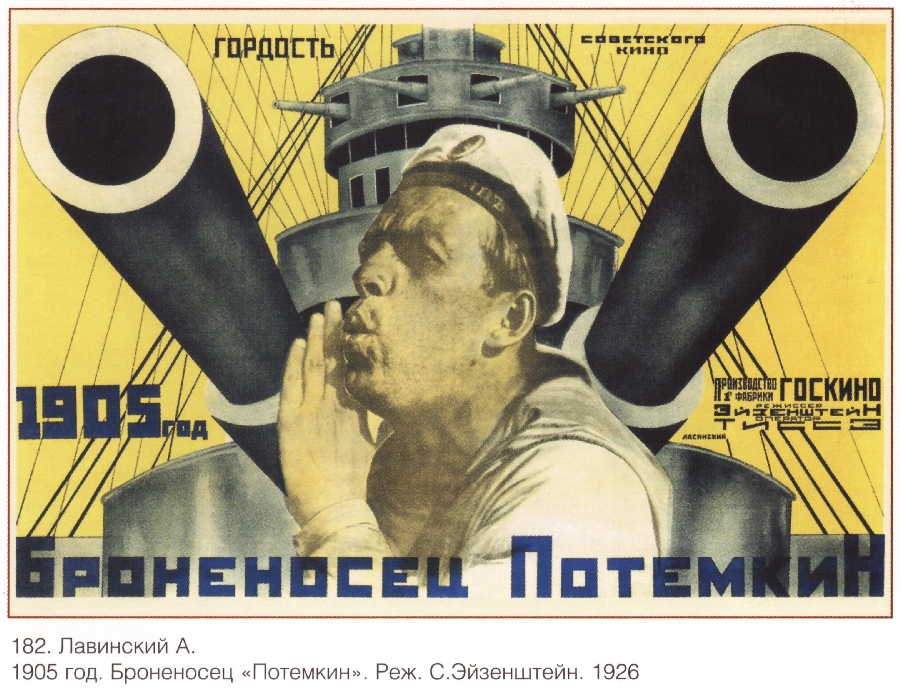 ГОРДОСТЬ
СОВЕТСКОГО
КИНО
1905 ГОД
ПРОИЗВОДСТВО
1й ФАБРИКИ
ГОСКИНО
РЕЖИССЕР
ЭЙЗЕНШТЕЙН
ОПЕРАТОР
ТИССЭ
ЛАВИНСКИЙ
БРОНЕНОСЕЦ ПОТЕМКИН
182. Лавинский А.
1905 год. Броненосец «Потемкин». Реж. С.Эйзенштейн. 1926